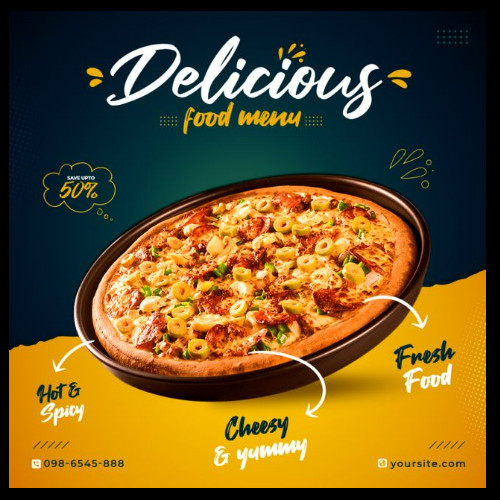 Delicious
food menu
SAVE UPTO
50%
Fresh
Food
Hot &
Spicy
Cheesy
& yummy
098-6545-888
yoursite.com